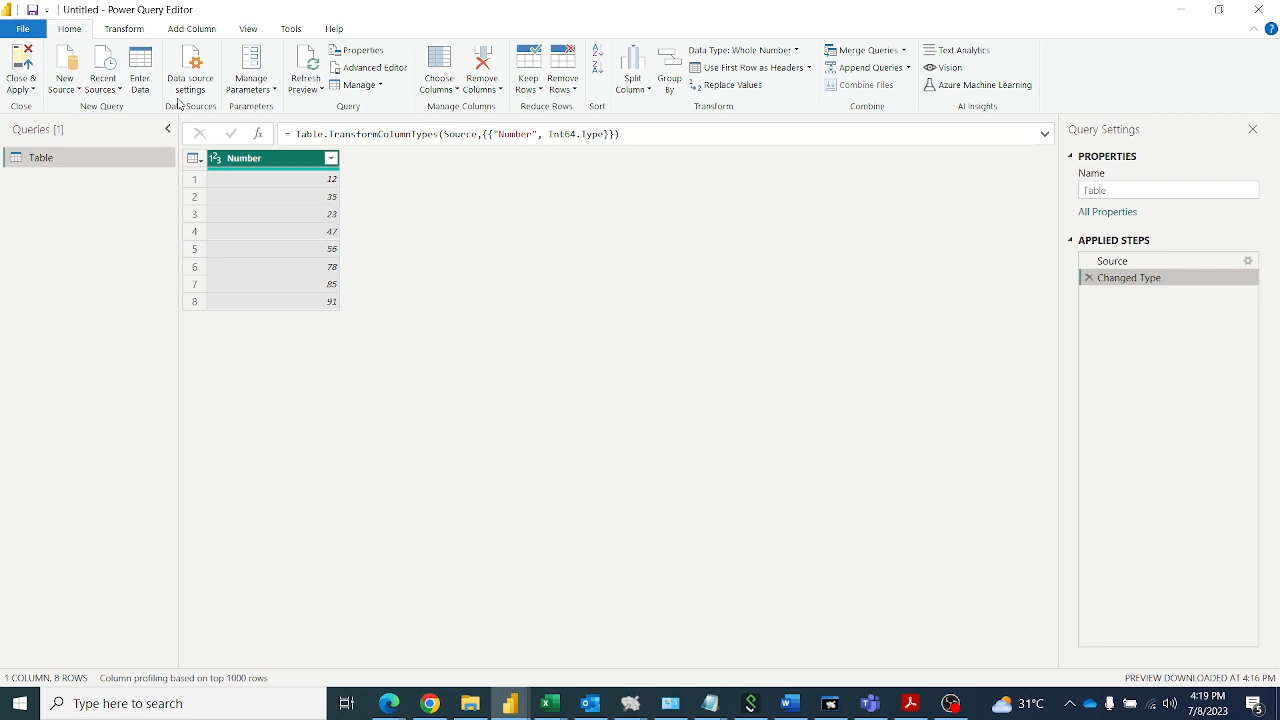 Untitled - Power Query Editor
File Home Transform Add Column View Tools Help
Close & Apply
New Source
Recent Sources
Enter Data
Data source settings
Manage Parameters
Refresh Preview
Properties
Advanced Editor
Manage
Choose Columns
Remove Columns
Keep Rows
Remove Rows
Split Column
Group By
Data Type: Whole Number
Use First Row as Headers
Replace Values
Merge Queries
Append Queries
Combine Files
Text Analytics
Vision
Azure Machine Learning
Close New Query Data Sources Parameters Query Manage Columns Reduce Rows Sort Transform Combine AI Insights
Queries [1]
Table
fx
= Table.TransformColumnTypes(Source,{{"Number", Int64.Type}})
123 Number
1 12
2 35
3 23
4 47
5 56
6 78
7 85
8 91
Query Settings
PROPERTIES
Name
Table
All Properties
APPLIED STEPS
Source
Changed Type
1 COLUMN, 8 ROWS Column profiling based on top 1000 rows
PREVIEW DOWNLOADED AT 4:16 PM
Type here to search
31°C
4:19 PM
7/8/2023